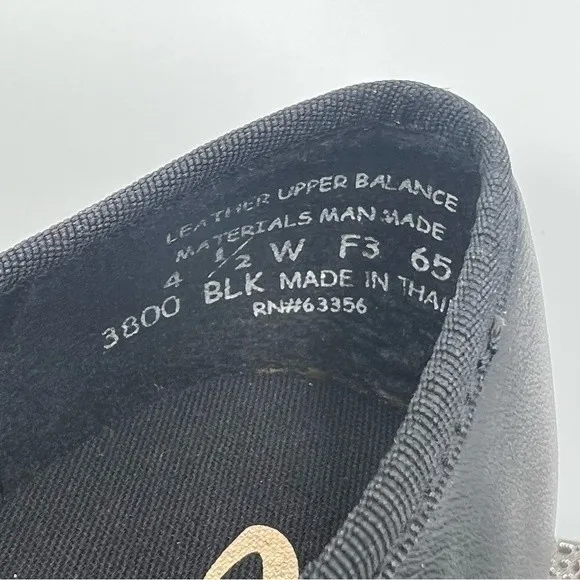 LEATHER UPPER BALANCE
MATERIALS MAN MADE
4 ½ W F3 65
3800 BLK MADE IN THAI
RN#63356